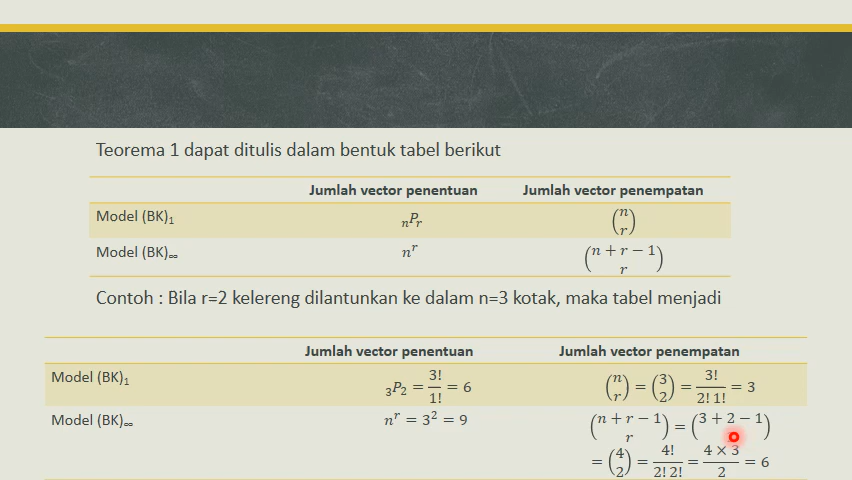 Teorema 1 dapat ditulis dalam bentuk tabel berikut
Jumlah vector penentuan Jumlah vector penempatan
Model (BK)₁ ₙPᵣ (n r)
Model (BK)∞ nʳ (n + r − 1 r)
Contoh : Bila r=2 kelereng dilantunkan ke dalam n=3 kotak, maka tabel menjadi
Jumlah vector penentuan Jumlah vector penempatan
Model (BK)₁ ₃P₂ = 3!/1! = 6 (n r) = (3 2) = 3!/2! 1! = 3
Model (BK)∞ nʳ = 3² = 9 (n + r − 1 r) = (3 + 2 − 1)
= (4 2) = 4!/2! 2! = 4 × 3/2 = 6